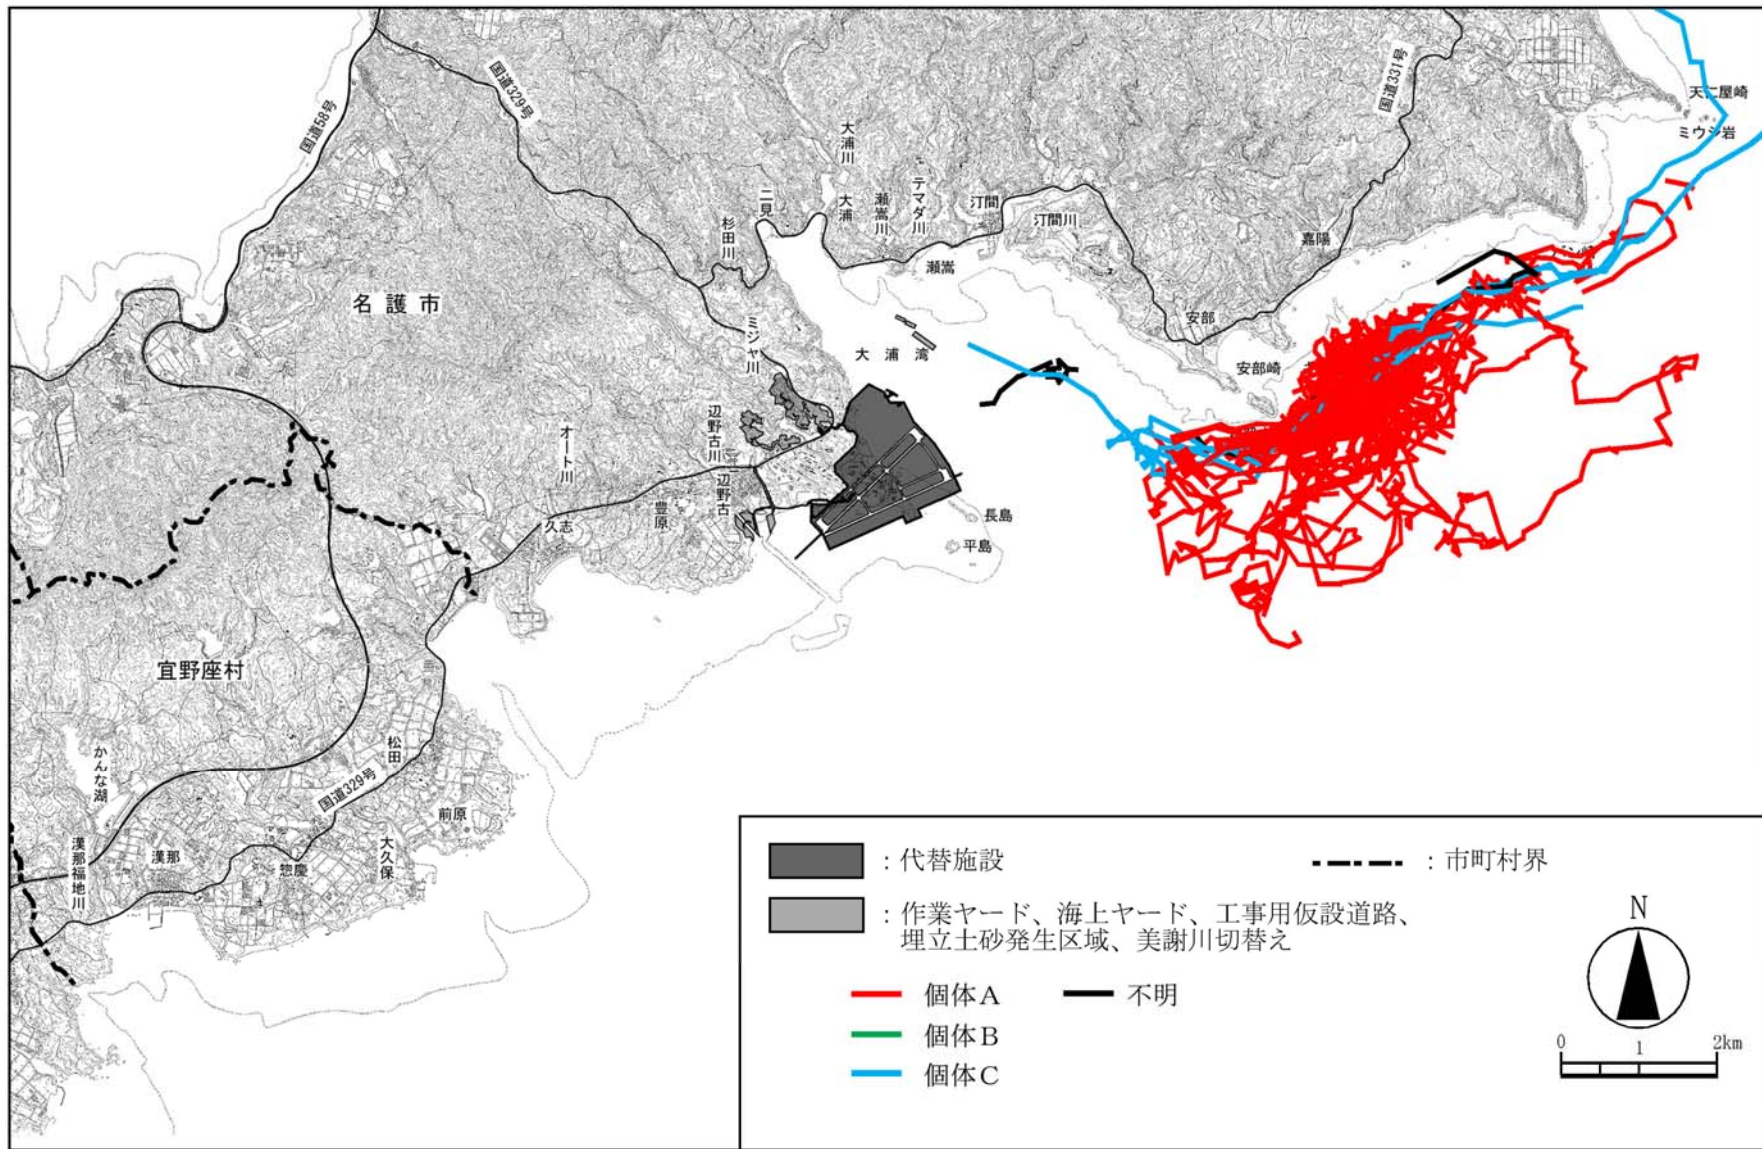 国道58号
国道329号
国道331号
天仁屋崎
ミウシ岩
大浦川
大浦
瀬嵩川
テマダ川
汀間
汀間川
二見
杉田川
瀬嵩
嘉陽
名護市
ミジャ川
大浦湾
安部
安部崎
オート川
辺野古川
辺野古
豊原
久志
長島
平島
宜野座村
かんな湖
松田
国道329号
前原
漢那福地川
漢那
惣慶
大久保
：代替施設
：市町村界
：作業ヤード、海上ヤード、工事用仮設道路、
埋立土砂発生区域、美謝川切替え
個体A
不明
個体B
個体C
N
0 1 2km